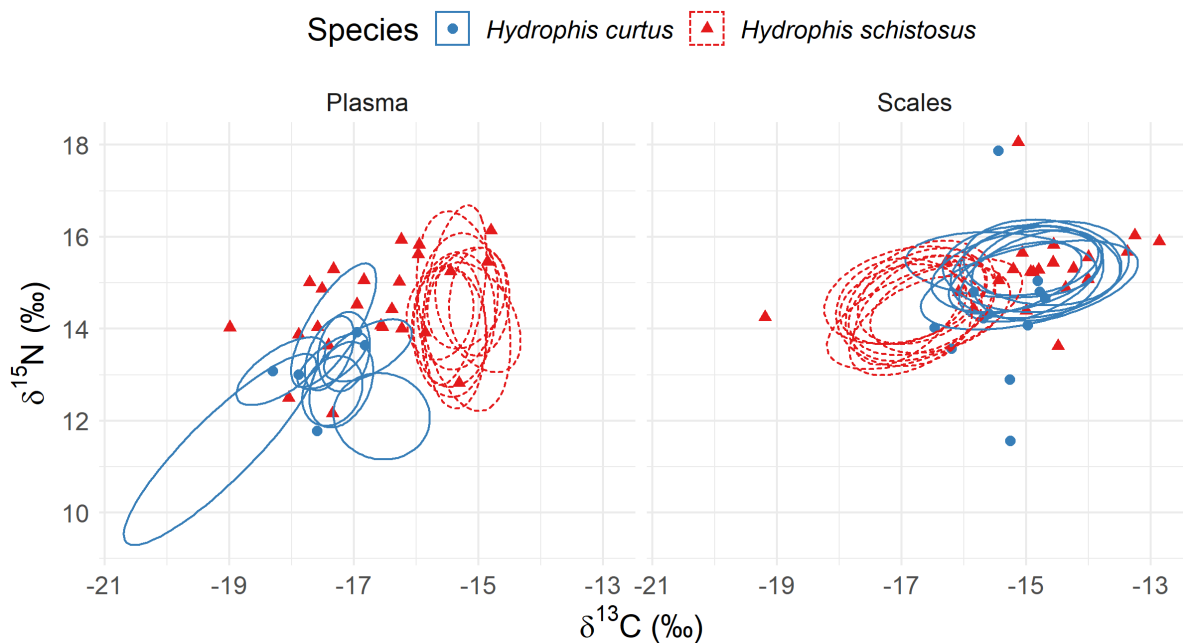 Species Hydrophis curtus Hydrophis schistosus
Plasma Scales
18
16
14
12
10
δ¹⁵N (‰)
-21 -19 -17 -15 -13 -21 -19 -17 -15 -13
δ¹³C (‰)